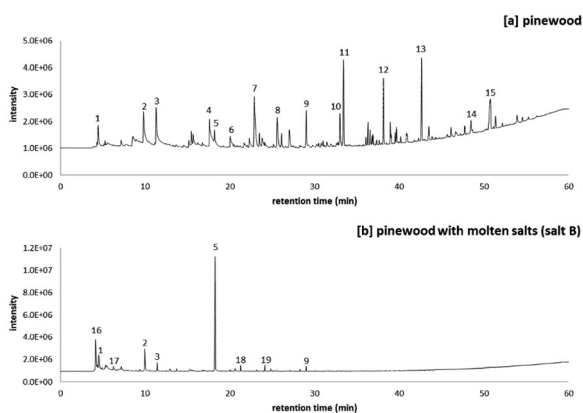 [a] pinewood
5.0E+06
4.0E+06
3.0E+06
2.0E+06
1.0E+06
0.0E+00
intensity
1 2 3 4 5 6 7 8 9 10 11 12 13 14 15
0 10 20 30 40 50 60
retention time (min)
[b] pinewood with molten salts (salt B)
1.2E+07
1.0E+07
8.0E+06
6.0E+06
4.0E+06
2.0E+06
0.0E+00
intensity
16 1 17 2 3 5 18 19 9
0 10 20 30 40 50 60
retention time (min)